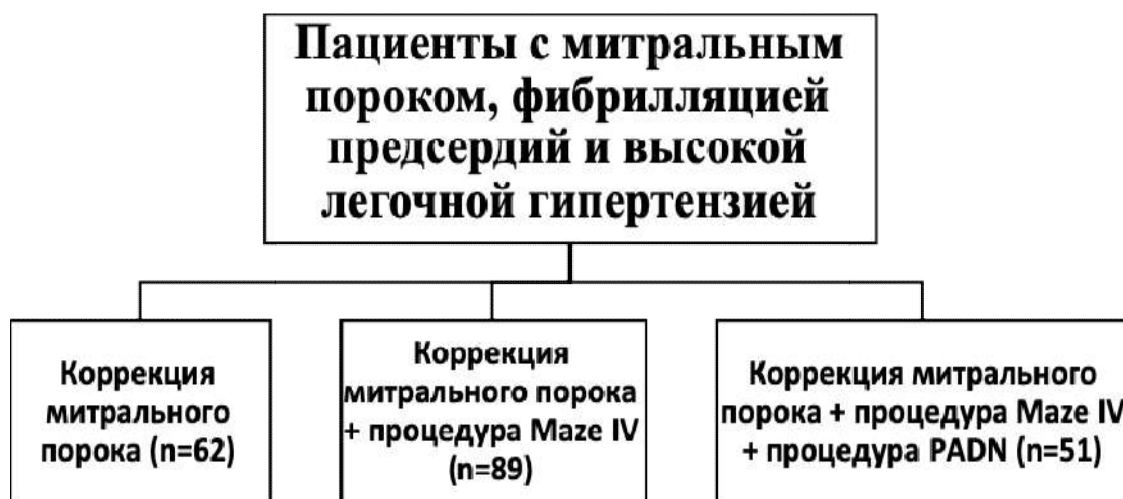 Пациенты с митральным
пороком, фибрилляцией
предсердий и высокой
легочной гипертензией
Коррекция
митрального
порока (n=62)
Коррекция
митрального порока
+ процедура Maze IV
(n=89)
Коррекция митрального
порока + процедура Maze IV
+ процедура PADN (n=51)